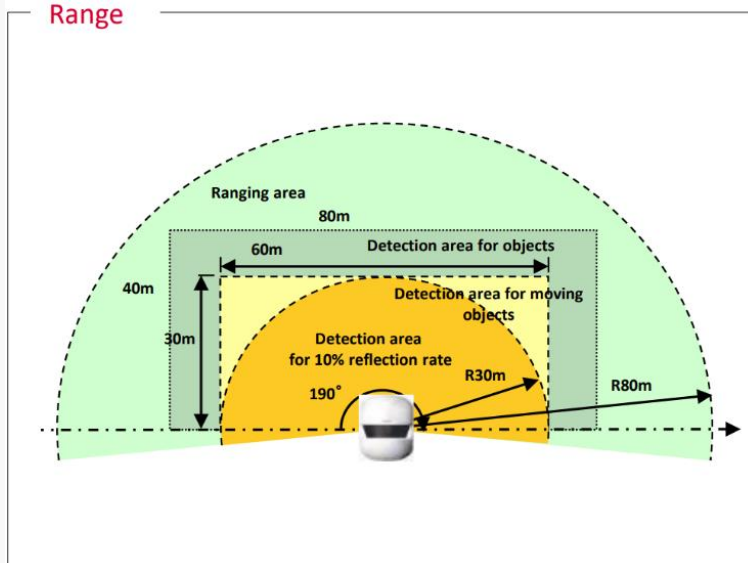 Range
Ranging area
80m
60m
Detection area for objects
40m
Detection area for moving
objects
30m
Detection area
for 10% reflection rate
R30m
R80m
190°